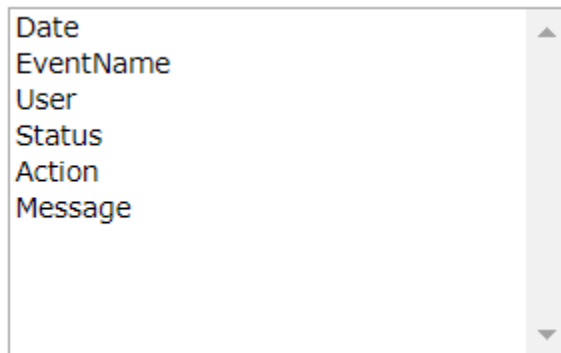 Date
EventName
User
Status
Action
Message